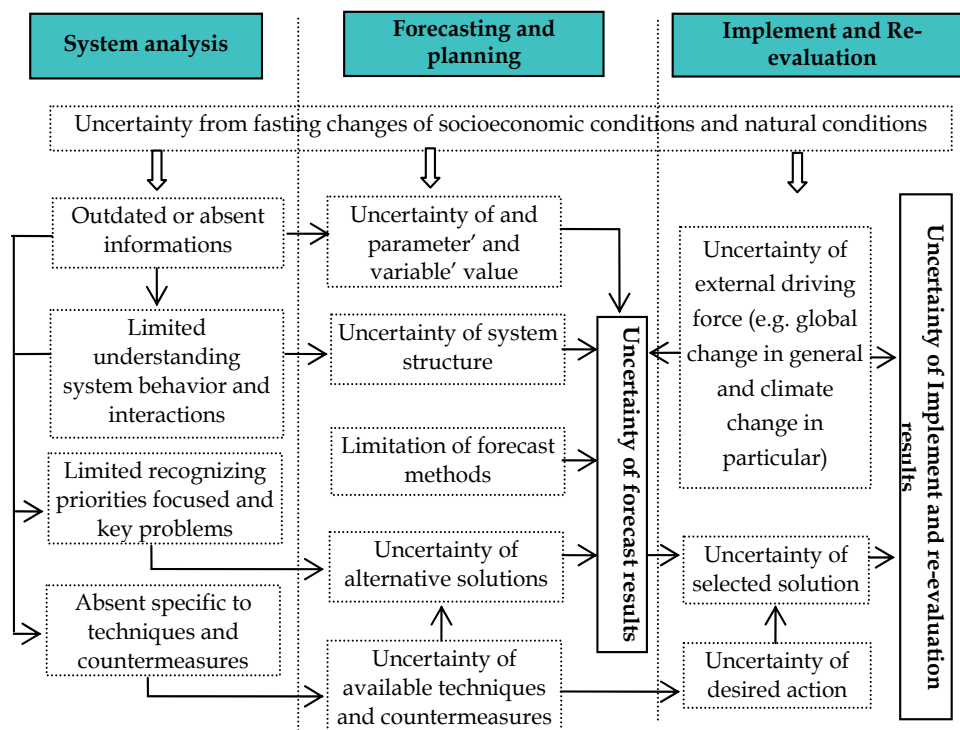 System analysis
Forecasting and
planning
Implement and Re-
evaluation
Uncertainty from fasting changes of socioeconomic conditions and natural conditions
Outdated or absent
informations
Limited
understanding
system behavior and
interactions
Limited recognizing
priorities focused and
key problems
Absent specific to
techniques and
countermeasures
Uncertainty of and
parameter’ and
variable’ value
Uncertainty of system
structure
Limitation of forecast
methods
Uncertainty of
alternative solutions
Uncertainty of
available techniques
and countermeasures
Uncertainty of forecast results
Uncertainty of
external driving
force (e.g. global
change in general
and climate
change in
particular)
Uncertainty of
selected solution
Uncertainty of
desired action
Uncertainty of Implement and re-evaluation
results